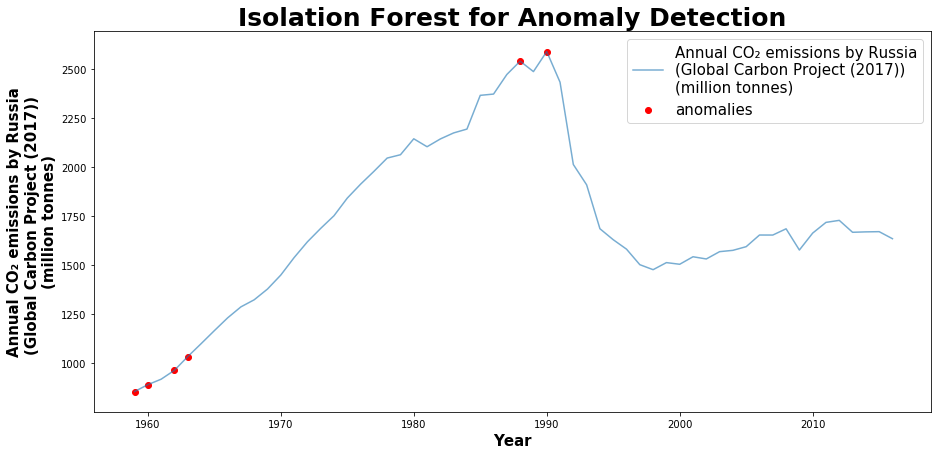 Isolation Forest for Anomaly Detection
Annual CO₂ emissions by Russia
(Global Carbon Project (2017))
(million tonnes)
anomalies
Annual CO₂ emissions by Russia
(Global Carbon Project (2017))
(million tonnes)
2500
2250
2000
1750
1500
1250
1000
1960
1970
1980
1990
2000
2010
Year